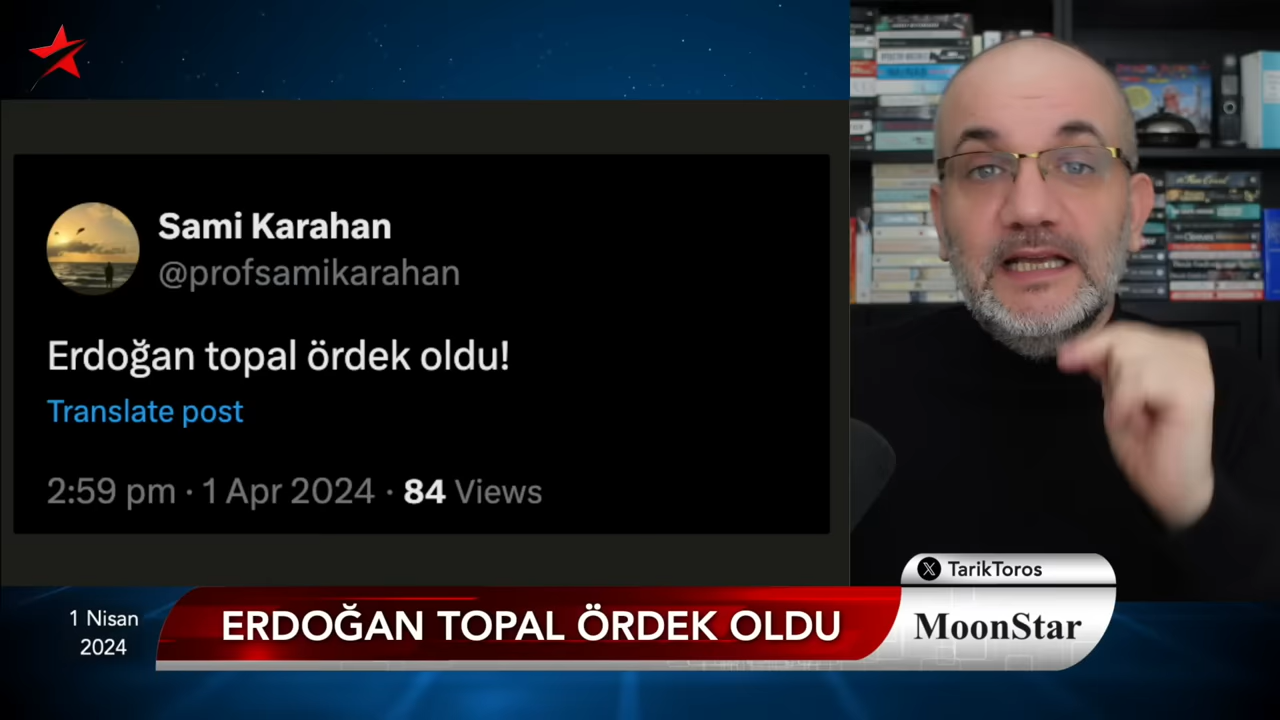 Sami Karahan
@profsamikarahan
Erdoğan topal ördek oldu!
Translate post
2:59 pm · 1 Apr 2024 · 84 Views
TarikToros
1 Nisan
2024
ERDOĞAN TOPAL ÖRDEK OLDU
MoonStar